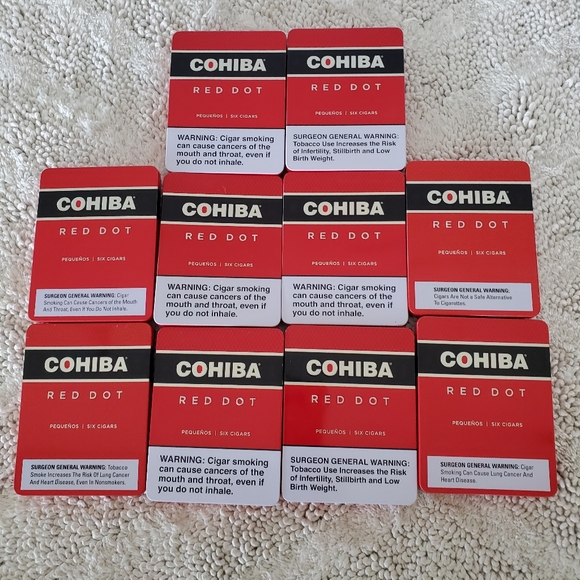 COHIBA
RED DOT
PEQUEÑOS | SIX CIGARS
WARNING: Cigar smoking
can cause cancers of the
mouth and throat, even if
you do not inhale.
COHIBA
RED DOT
PEQUEÑOS | SIX CIGARS
SURGEON GENERAL WARNING:
Tobacco Use Increases the Risk
of Infertility, Stillbirth and Low
Birth Weight.
COHIBA
RED DOT
PEQUEÑOS | SIX CIGARS
SURGEON GENERAL WARNING: Cigar
Smoking Can Cause Cancers of the Mouth
And Throat, Even If You Do Not Inhale.
COHIBA
RED DOT
PEQUEÑOS | SIX CIGARS
WARNING: Cigar smoking
can cause cancers of the
mouth and throat, even if
you do not inhale.
COHIBA
RED DOT
PEQUEÑOS | SIX CIGARS
WARNING: Cigar smoking
can cause cancers of the
mouth and throat, even if
you do not inhale.
COHIBA
RED DOT
PEQUEÑOS | SIX CIGARS
SURGEON GENERAL WARNING:
Cigars Are Not a Safe Alternative
To Cigarettes.
COHIBA
RED DOT
PEQUEÑOS | SIX CIGARS
SURGEON GENERAL WARNING: Tobacco
Smoke Increases The Risk Of Lung Cancer
And Heart Disease, Even In Nonsmokers.
COHIBA
RED DOT
PEQUEÑOS | SIX CIGARS
WARNING: Cigar smoking
can cause cancers of the
mouth and throat, even if
you do not inhale.
COHIBA
RED DOT
PEQUEÑOS | SIX CIGARS
SURGEON GENERAL WARNING:
Tobacco Use Increases the Risk
of Infertility, Stillbirth and Low
Birth Weight.
COHIBA
RED DOT
PEQUEÑOS | SIX CIGARS
SURGEON GENERAL WARNING: Cigar
Smoking Can Cause Lung Cancer And
Heart Disease.